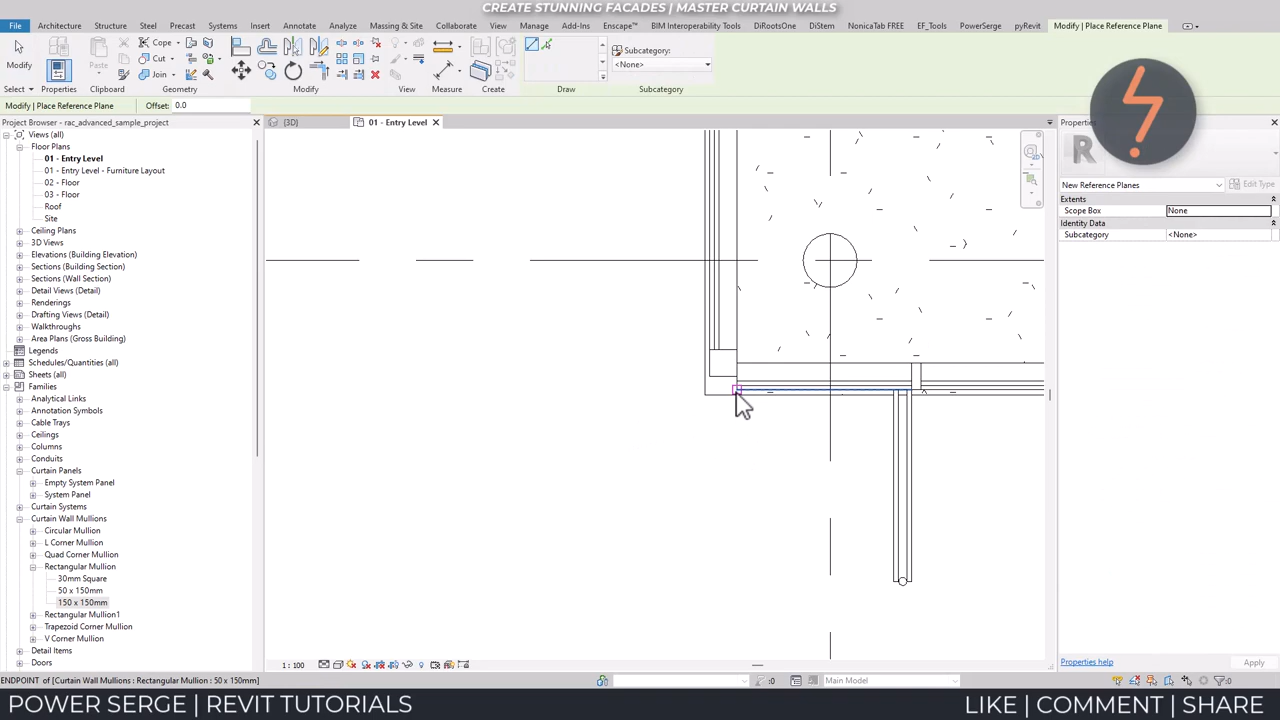 CREATE STUNNING FACADES | MASTER CURTAIN WALLS
File Architecture Structure Steel Precast Systems Insert Annotate Analyze Massing & Site Collaborate View Manage Add-Ins Enscape™ BIM Interoperability Tools DiRootsOne DiStem NonicaTab FREE EF_Tools PowerSerge pyRevit Modify | Place Reference Plane
Modify
Paste
Cope
Cut
Join
Subcategory:
<None>
Select Properties Clipboard Geometry Modify View Measure Create Draw Subcategory
Modify | Place Reference Plane Offset: 0.0
Project Browser - rac_advanced_sample_project
{3D} 01 - Entry Level
Properties
Views (all)
Floor Plans
01 - Entry Level
01 - Entry Level - Furniture Layout
02 - Floor
03 - Floor
Roof
Site
Ceiling Plans
3D Views
Elevations (Building Elevation)
Sections (Building Section)
Sections (Wall Section)
Detail Views (Detail)
Renderings
Drafting Views (Detail)
Walkthroughs
Area Plans (Gross Building)
Legends
Schedules/Quantities (all)
Sheets (all)
Families
Analytical Links
Annotation Symbols
Cable Trays
Ceilings
Columns
Conduits
Curtain Panels
Empty System Panel
System Panel
Curtain Systems
Curtain Wall Mullions
Circular Mullion
L Corner Mullion
Quad Corner Mullion
Rectangular Mullion
30mm Square
50 x 150mm
150 x 150mm
Rectangular Mullion1
Trapezoid Corner Mullion
V Corner Mullion
Detail Items
Doors
R
New Reference Planes Edit Type
Extents
Scope Box None
Identity Data
Subcategory <None>
1 : 100
Properties help Apply
ENDPOINT of [Curtain Wall Mullions : Rectangular Mullion : 50 x 150mm] :0 Main Model :0
POWER SERGE | REVIT TUTORIALS
LIKE | COMMENT | SHARE